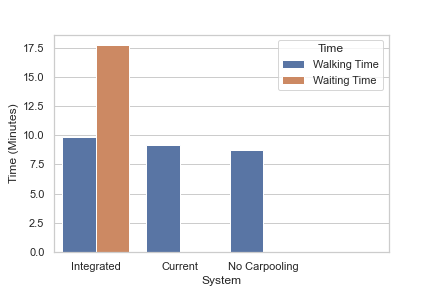 Time
Walking Time
Waiting Time
17.5
15.0
12.5
10.0
7.5
5.0
2.5
0.0
Time (Minutes)
Integrated Current No Carpooling
System